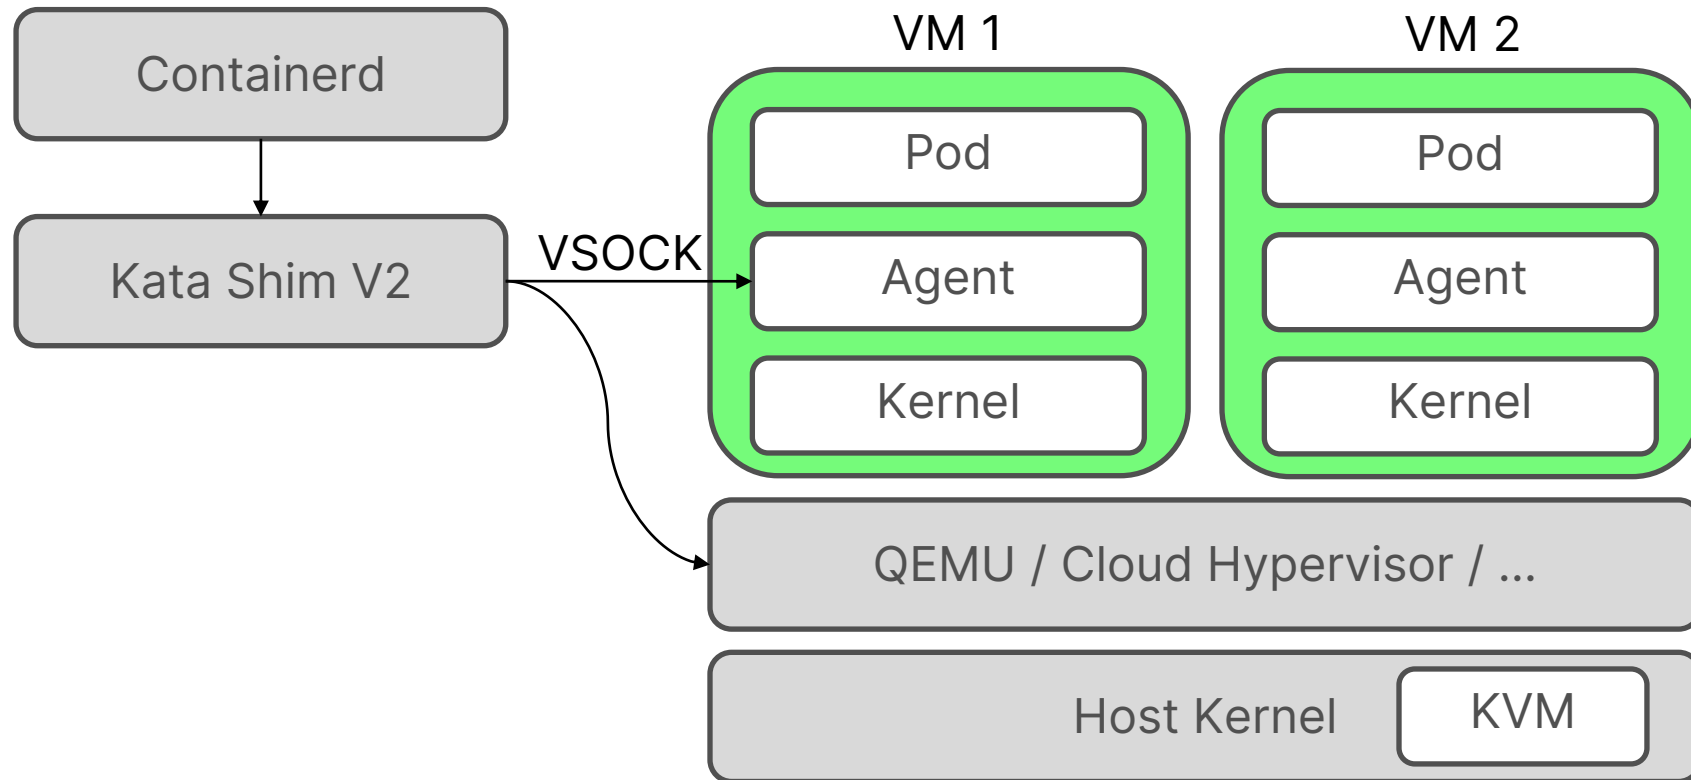 Containerd
Kata Shim V2
VSOCK
VM 1
Pod
Agent
Kernel
VM 2
Pod
Agent
Kernel
QEMU / Cloud Hypervisor / ...
Host Kernel
KVM